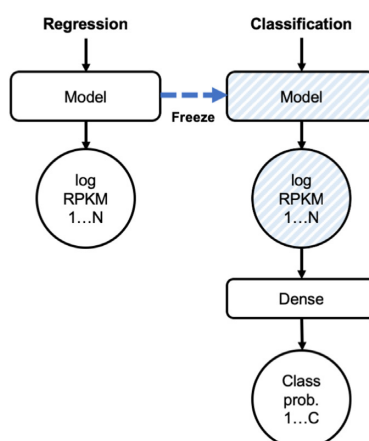 Regression
Classification
Model
Freeze
Model
log
RPKM
1...N
log
RPKM
1...N
Dense
Class
prob.
1...C